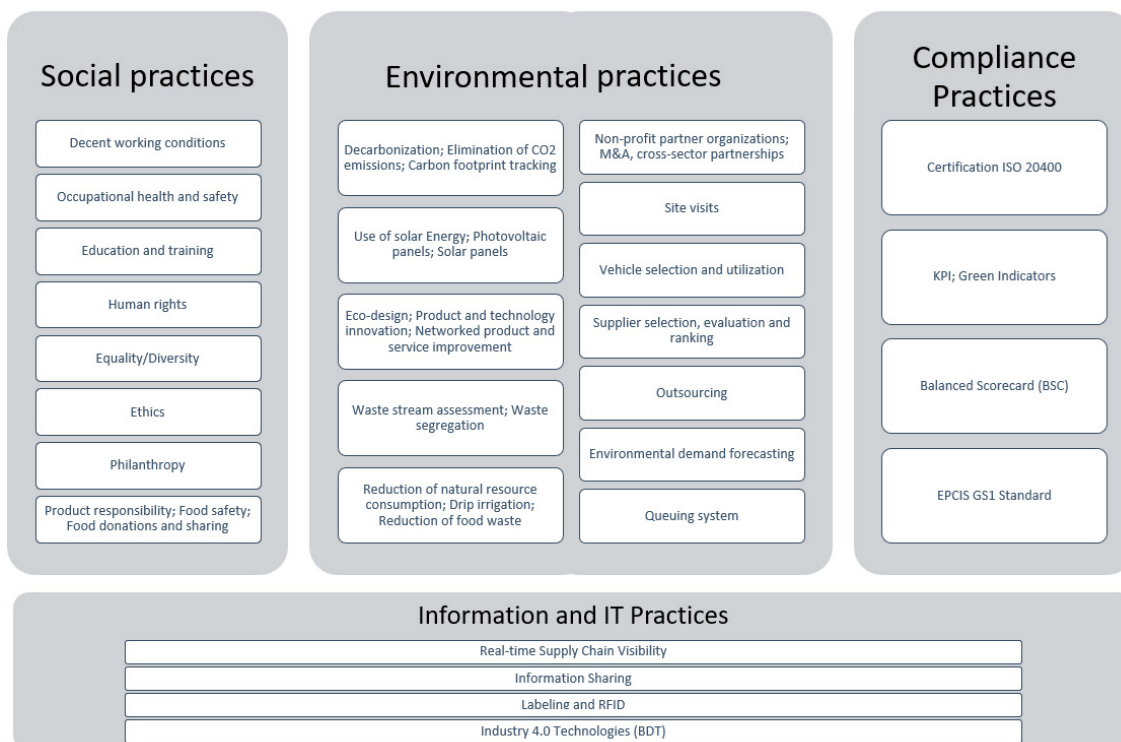 Social practices
Decent working conditions
Occupational health and safety
Education and training
Human rights
Equality/Diversity
Ethics
Philanthropy
Product responsibility; Food safety;
Food donations and sharing
Environmental practices
Decarbonization; Elimination of CO2
emissions; Carbon footprint tracking
Use of solar Energy; Photovoltaic
panels; Solar panels
Eco-design; Product and technology
innovation; Networked product and
service improvement
Waste stream assessment; Waste
segregation
Reduction of natural resource
consumption; Drip irrigation;
Reduction of food waste
Non-profit partner organizations;
M&A, cross-sector partnerships
Site visits
Vehicle selection and utilization
Supplier selection, evaluation and
ranking
Outsourcing
Environmental demand forecasting
Queuing system
Compliance
Practices
Certification ISO 20400
KPI; Green Indicators
Balanced Scorecard (BSC)
EPCIS GS1 Standard
Information and IT Practices
Real-time Supply Chain Visibility
Information Sharing
Labeling and RFID
Industry 4.0 Technologies (BDT)